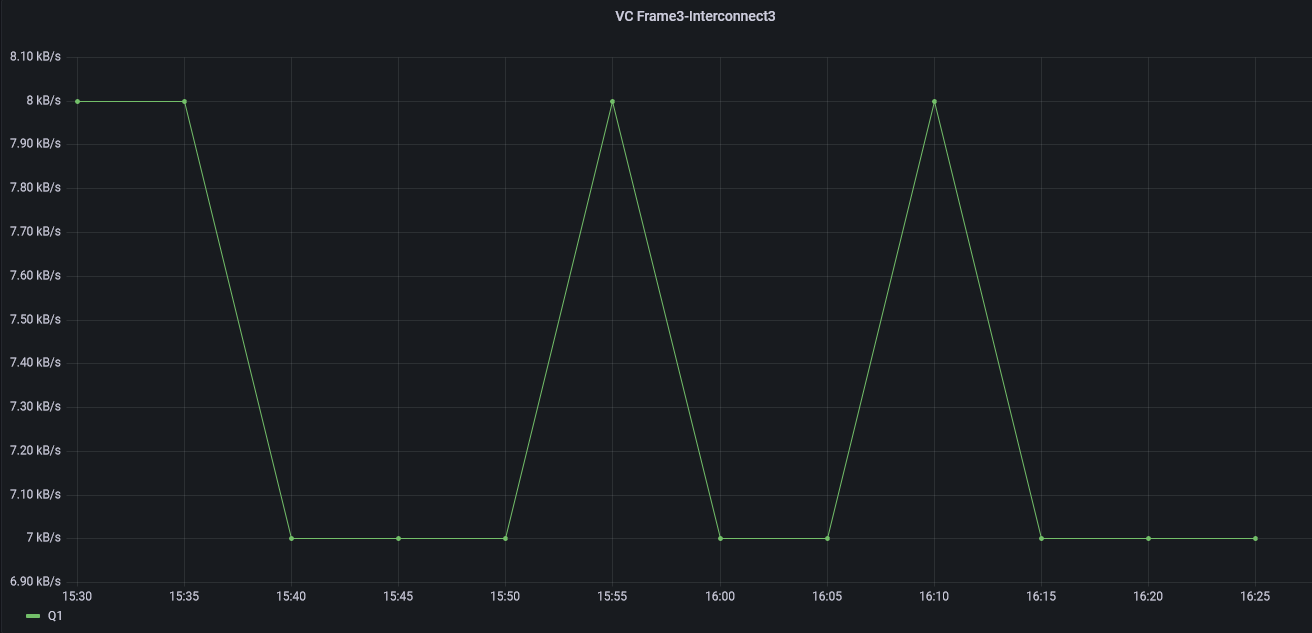 VC Frame3-Interconnect3
8.10 kB/s
8 kB/s
7.90 kB/s
7.80 kB/s
7.70 kB/s
7.60 kB/s
7.50 kB/s
7.40 kB/s
7.30 kB/s
7.20 kB/s
7.10 kB/s
7 kB/s
6.90 kB/s
15:30 15:35 15:40 15:45 15:50 15:55 16:00 16:05 16:10 16:15 16:20 16:25
Q1